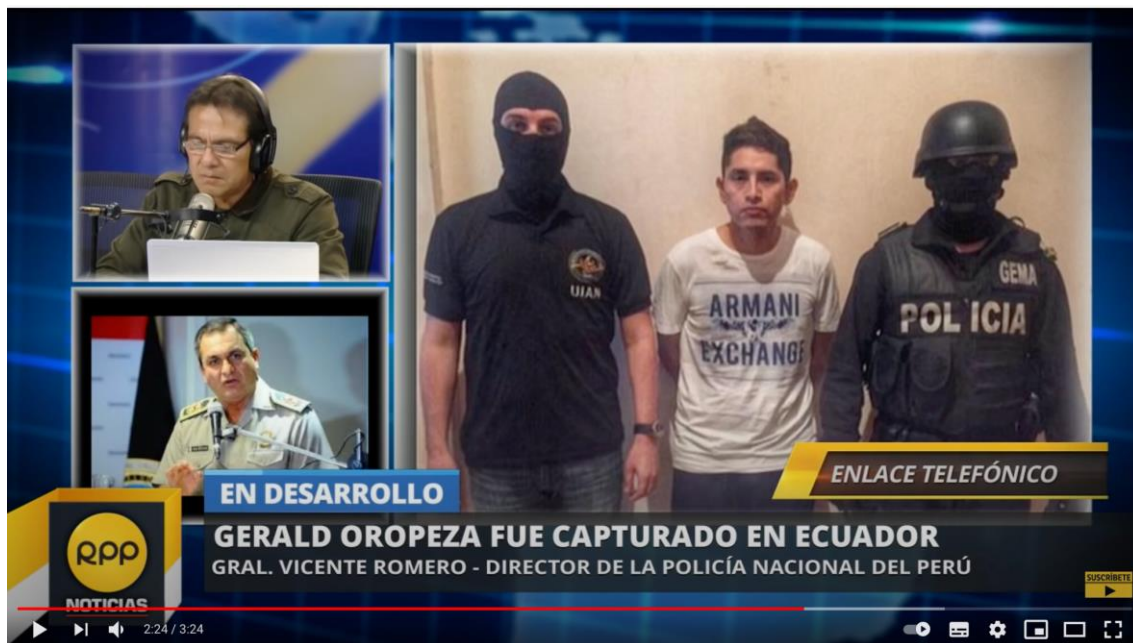 UIAN
ARMANI
EXCHANGE
GEMA
POLICIA
ENLACE TELEFÓNICO
EN DESARROLLO
GERALD OROPEZA FUE CAPTURADO EN ECUADOR
GRAL. VICENTE ROMERO - DIRECTOR DE LA POLICÍA NACIONAL DEL PERÚ
RPP
NOTICIAS
SUSCRÍBETE
2:24 / 3:24